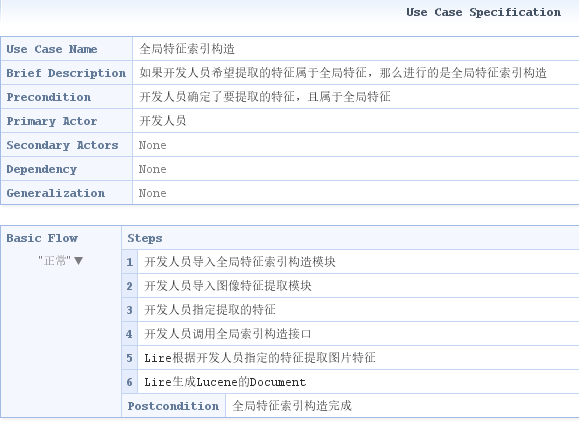 Use Case Specification
Use Case Name 全局特征索引构造
Brief Description 如果开发人员希望提取的特征属于全局特征，那么进行的是全局特征索引构造
Precondition 开发人员确定了要提取的特征，且属于全局特征
Primary Actor 开发人员
Secondary Actors None
Dependency None
Generalization None
Basic Flow Steps
"正常" ▼ 1 开发人员导入全局特征索引构造模块
2 开发人员导入图像特征提取模块
3 开发人员指定提取的特征
4 开发人员调用全局索引构造接口
5 Lire根据开发人员指定的特征提取图片特征
6 Lire生成Lucene的Document
Postcondition 全局特征索引构造完成